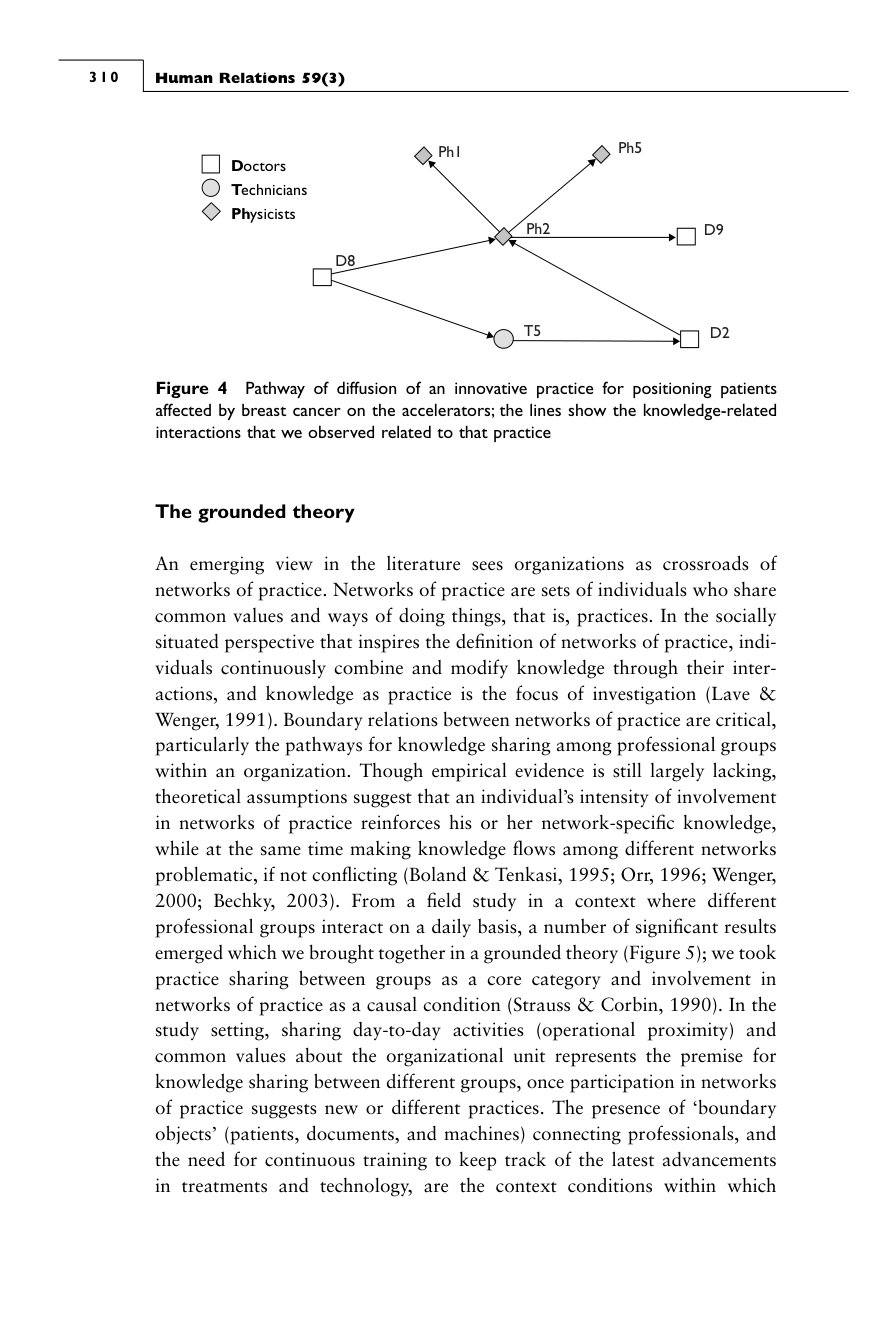 310
Human Relations 59(3)
Doctors
Technicians
Physicists
Ph1
Ph5
Ph2
D9
D8
T5
D2
Figure 4 Pathway of diffusion of an innovative practice for positioning patients
affected by breast cancer on the accelerators; the lines show the knowledge-related
interactions that we observed related to that practice
The grounded theory
An emerging view in the literature sees organizations as crossroads of
networks of practice. Networks of practice are sets of individuals who share
common values and ways of doing things, that is, practices. In the socially
situated perspective that inspires the definition of networks of practice, indi-
viduals continuously combine and modify knowledge through their inter-
actions, and knowledge as practice is the focus of investigation (Lave &
Wenger, 1991). Boundary relations between networks of practice are critical,
particularly the pathways for knowledge sharing among professional groups
within an organization. Though empirical evidence is still largely lacking,
theoretical assumptions suggest that an individual's intensity of involvement
in networks of practice reinforces his or her network-specific knowledge,
while at the same time making knowledge flows among different networks
problematic, if not conflicting (Boland & Tenkasi, 1995; Orr, 1996; Wenger,
2000; Bechky, 2003). From a field study in a context where different
professional groups interact on a daily basis, a number of significant results
emerged which we brought together in a grounded theory (Figure 5); we took
practice sharing between groups as a core category and involvement in
networks of practice as a causal condition (Strauss & Corbin, 1990). In the
study setting, sharing day-to-day activities (operational proximity) and
common values about the organizational unit represents the premise for
knowledge sharing between different groups, once participation in networks
of practice suggests new or different practices. The presence of 'boundary
objects' (patients, documents, and machines) connecting professionals, and
the need for continuous training to keep track of the latest advancements
in treatments and technology, are the context conditions within which